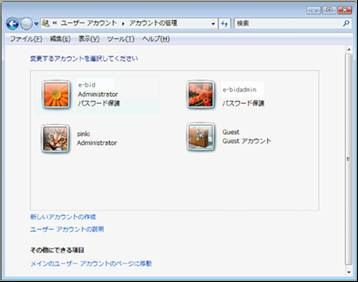 ≪ ユーザー アカウント ▸ アカウントの管理
検索
ファイル(F) 編集(E) 表示(V) ツール(T) ヘルプ(H)
変更するアカウントを選択してください
e-bid
Administrator
パスワード保護
e-bidadmin
パスワード保護
sinki
Administrator
Guest
Guest アカウント
新しいアカウントの作成
ユーザー アカウントの説明
その他にできる項目
メインのユーザー アカウントのページに移動